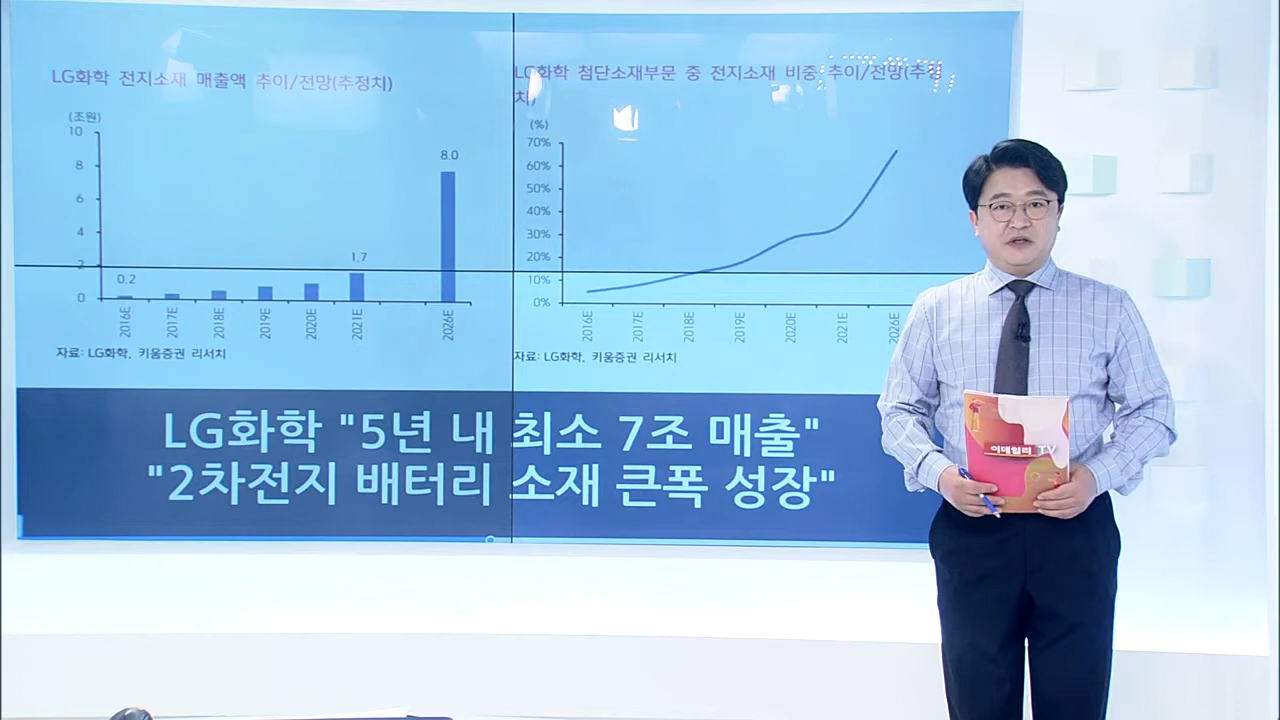 LG화학 전지소재 매출액 추이/전망(추정치)
(조원)
10
8
6
4
2
0
0.2
1.7
8.0
2016E
2017E
2018E
2019E
2020E
2021E
2026E
자료: LG화학, 키움증권 리서치
LG화학 첨단소재부문 중 전지소재 비중 추이/전망(추정
치)
(%)
70%
60%
50%
40%
30%
20%
10%
0%
2016E
2017E
2018E
2019E
2020E
2021E
2026E
자료: LG화학, 키움증권 리서치
LG화학 "5년 내 최소 7조 매출"
"2차전지 배터리 소재 큰폭 성장"
이데일리 TV